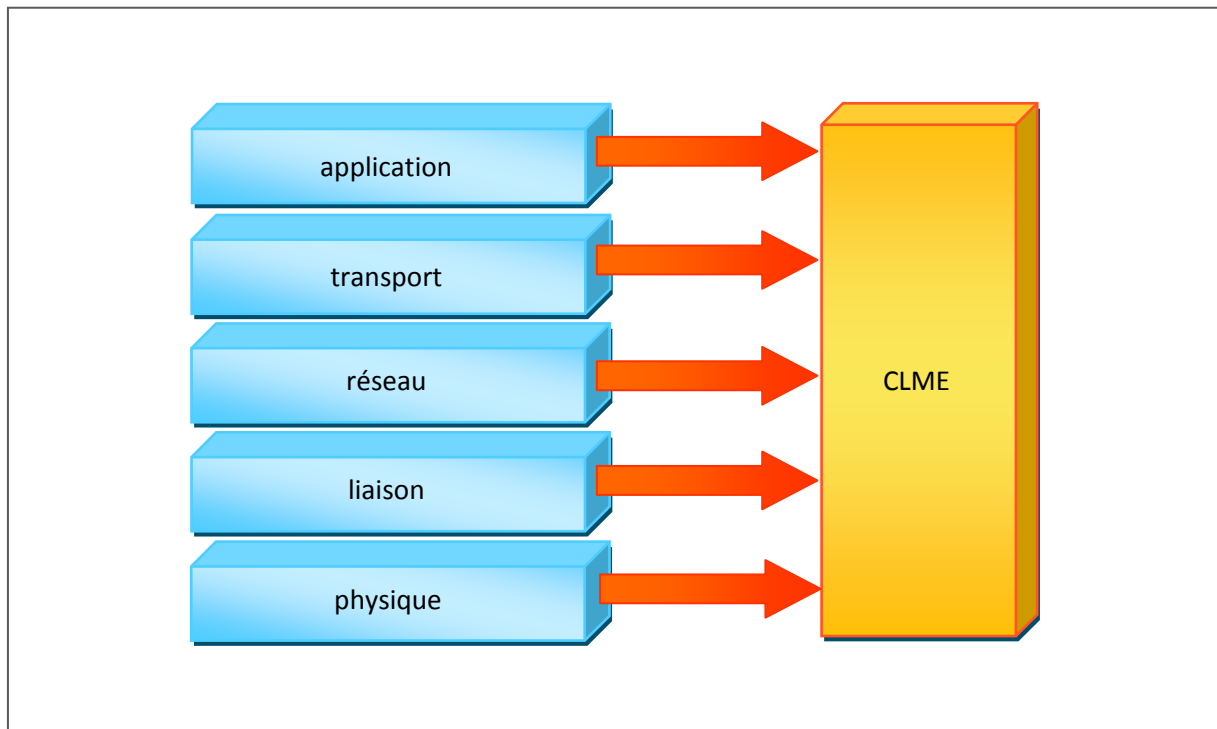 application
transport
réseau
CLME
liaison
physique